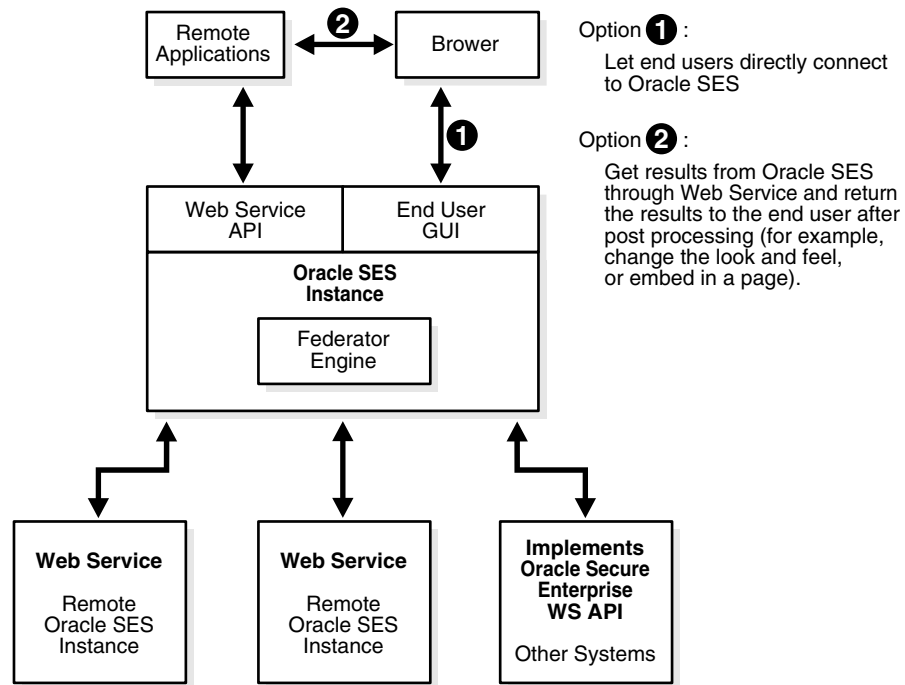 Remote
Applications
2
Brower
1
Option 1 :
Let end users directly connect
to Oracle SES
Option 2 :
Get results from Oracle SES
through Web Service and return
the results to the end user after
post processing (for example,
change the look and feel,
or embed in a page).
Web Service
API
End User
GUI
Oracle SES
Instance
Federator
Engine
Web Service
Remote
Oracle SES
Instance
Web Service
Remote
Oracle SES
Instance
Implements
Oracle Secure
Enterprise
WS API
Other Systems